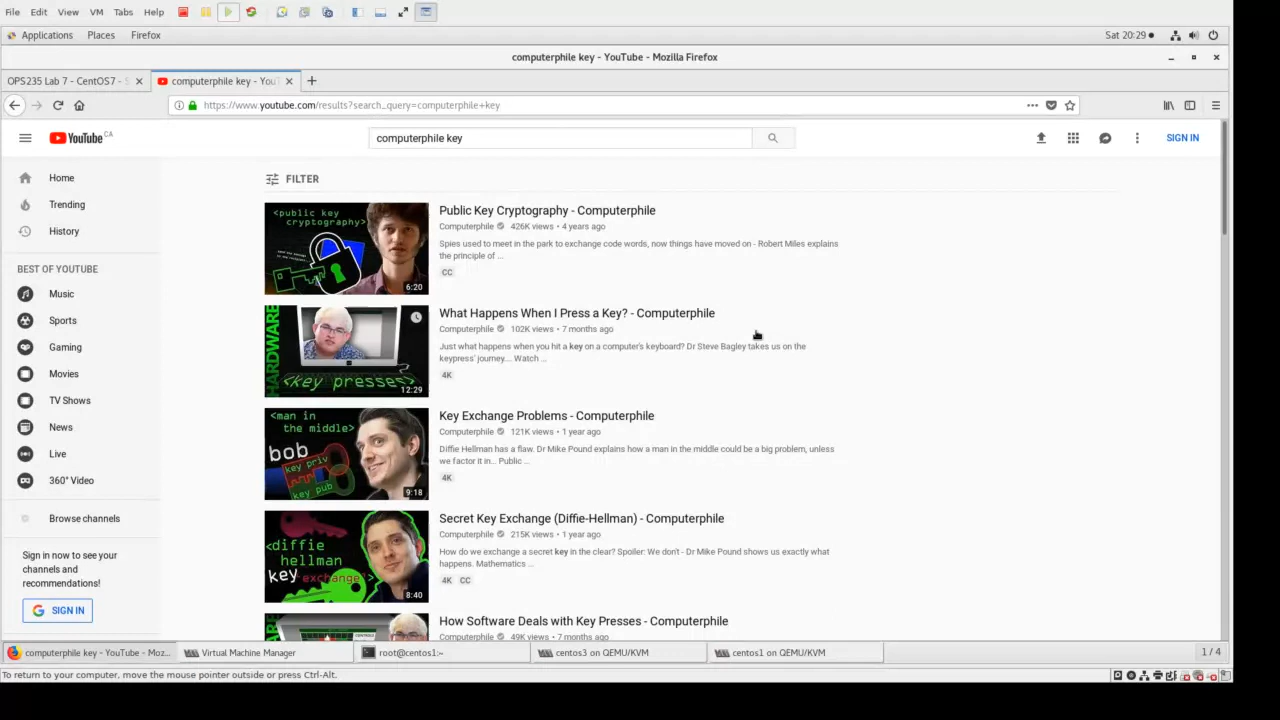 File Edit View VM Tabs Help
Applications Places Firefox Sat 20:29
computerphile key - YouTube - Mozilla Firefox
OPS235 Lab 7 - CentOS7 - S computerphile key - YouT
https://www.youtube.com/results?search_query=computerphile+key
YouTube CA computerphile key SIGN IN
Home
Trending
History
BEST OF YOUTUBE
Music
Sports
Gaming
Movies
TV Shows
News
Live
360° Video
Browse channels
Sign in now to see your
channels and
recommendations!
SIGN IN
FILTER
<public key
cryptography>
6:20
Public Key Cryptography - Computerphile
Computerphile 426K views • 4 years ago
Spies used to meet in the park to exchange code words, now things have moved on - Robert Miles explains
the principle of ...
CC
HARDWARE
<key presses>
12:29
What Happens When I Press a Key? - Computerphile
Computerphile 102K views • 7 months ago
Just what happens when you hit a key on a computer's keyboard? Dr Steve Bagley takes us on the
keypress' journey... Watch ...
4K
<man in
the middle>
bob
key priv
key pub
9:18
Key Exchange Problems - Computerphile
Computerphile 121K views • 1 year ago
Diffie Hellman has a flaw. Dr Mike Pound explains how a man in the middle could be a big problem, unless
we factor it in... Public ...
4K
<diffie
hellman
key exchange>
8:40
Secret Key Exchange (Diffie-Hellman) - Computerphile
Computerphile 215K views • 1 year ago
How do we exchange a secret key in the clear? Spoiler: We don't - Dr Mike Pound shows us exactly what
happens. Mathematics ...
4K CC
How Software Deals with Key Presses - Computerphile
Computerphile 49K views • 7 months ago
computerphile key - YouTube - Moz... Virtual Machine Manager root@centos1:~ centos3 on QEMU/KVM centos1 on QEMU/KVM 1 / 4
To return to your computer, move the mouse pointer outside or press Ctrl-Alt.